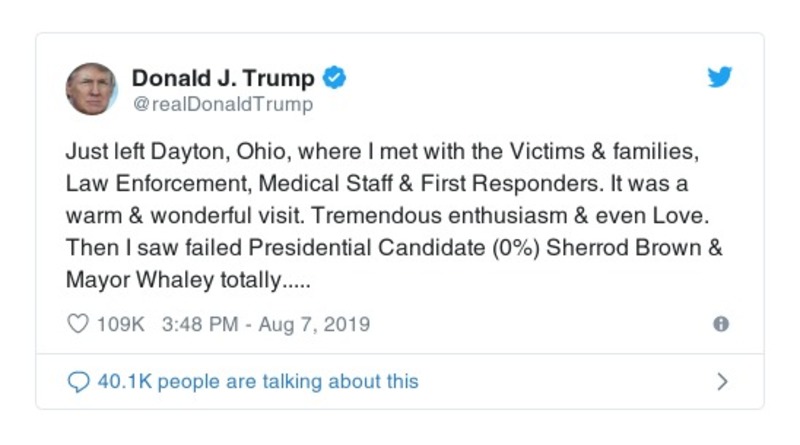 Donald J. Trump
@realDonaldTrump
Just left Dayton, Ohio, where I met with the Victims & families,
Law Enforcement, Medical Staff & First Responders. It was a
warm & wonderful visit. Tremendous enthusiasm & even Love.
Then I saw failed Presidential Candidate (0%) Sherrod Brown &
Mayor Whaley totally.....
109K 3:48 PM - Aug 7, 2019
40.1K people are talking about this